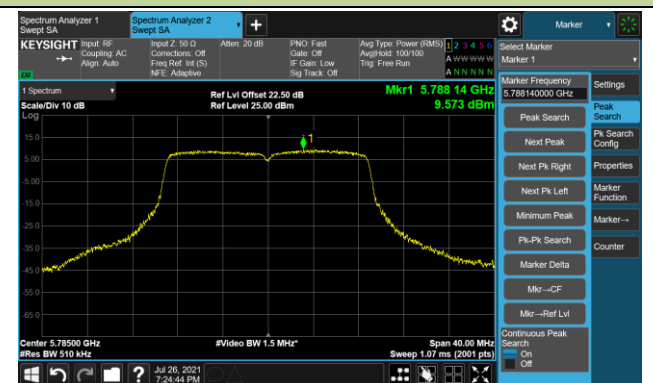 Spectrum Analyzer 1
Swept SA
Spectrum Analyzer 2
Swept SA
+
Marker
KEYSIGHT
Input: RF
Coupling: AC
Align: Auto
Input Z: 50 Ω
Corrections: Off
Freq Ref: Int (S)
NFE: Adaptive
Atten: 20 dB
PNO: Fast
Gate: Off
IF Gain: Low
Sig Track: Off
Avg Type: Power (RMS)
Avg|Hold: 100/100
Trig: Free Run
1 2 3 4 5 6
A W W W W W
A N N N N N
Select Marker
Marker 1
1 Spectrum
Scale/Div 10 dB
Log
Ref Lvl Offset 22.50 dB
Ref Level 25.00 dBm
Mkr1 5.788 14 GHz
9.573 dBm
1
15.0
5.00
-5.00
-15.0
-25.0
-35.0
-45.0
-55.0
-65.0
Center 5.78500 GHz
#Res BW 510 kHz
#Video BW 1.5 MHz*
Span 40.00 MHz
Sweep 1.07 ms (2001 pts)
Marker Frequency
5.788140000 GHz
Peak Search
Next Peak
Next Pk Right
Next Pk Left
Minimum Peak
Pk-Pk Search
Marker Delta
Mkr→CF
Mkr→Ref Lvl
Continuous Peak
Search
On
Off
Settings
Peak
Search
Pk Search
Config
Properties
Marker
Function
Marker→
Counter
?
Jul 26, 2021
7:24:44 PM